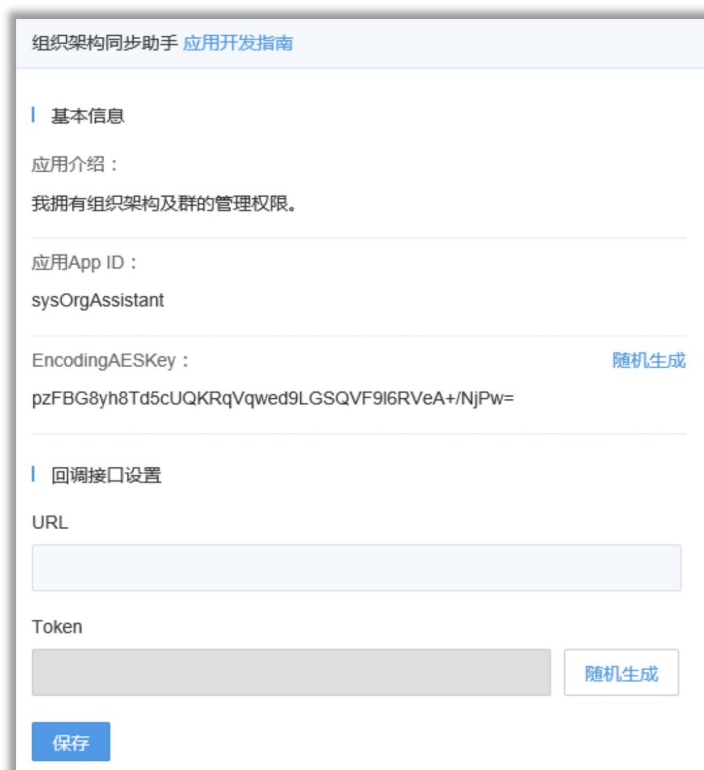 组织架构同步助手 应用开发指南
基本信息
应用介绍：
我拥有组织架构及群的管理权限。
应用App ID：
sysOrgAssistant
EncodingAESKey： 随机生成
pzFBG8yh8Td5cUQKRqVqwed9LGSQVF9l6RVeA+/NjPw=
回调接口设置
URL
Token
随机生成
保存